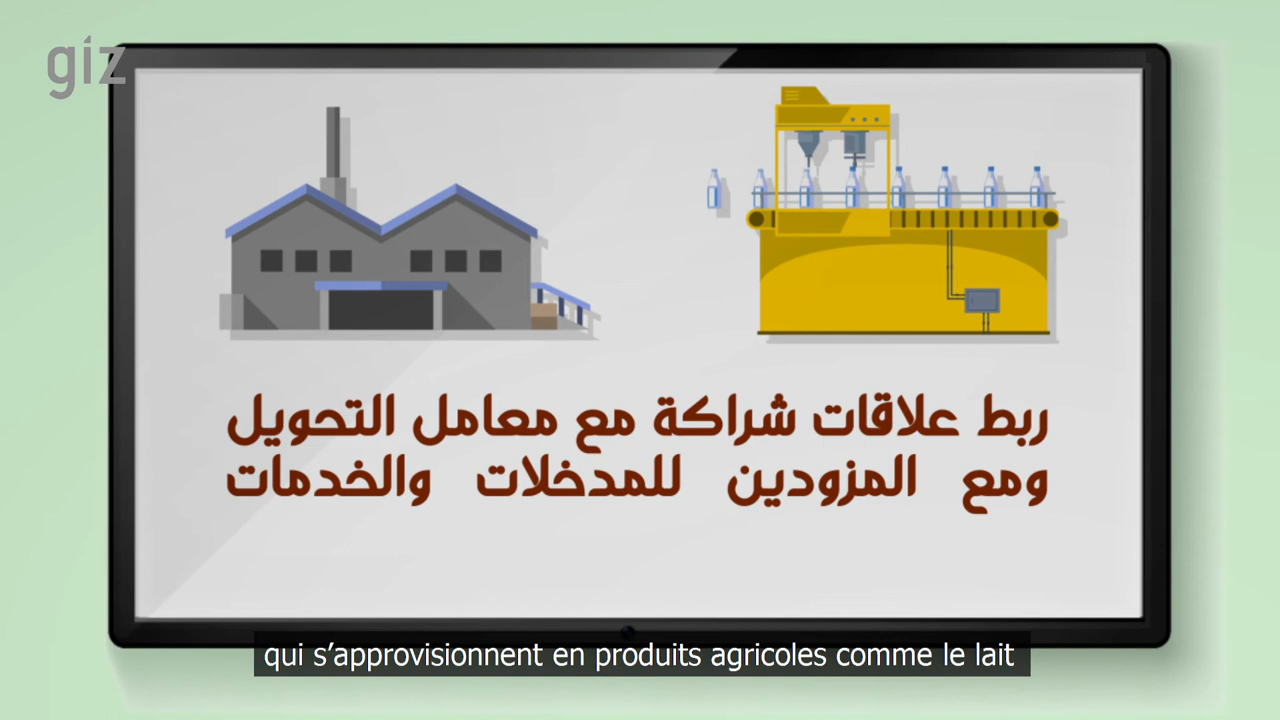 giz
ربط علاقات شراكة مع معامل التحويل
ومع المزودين للمدخلات والخدمات
qui s’approvisionnent en produits agricoles comme le lait